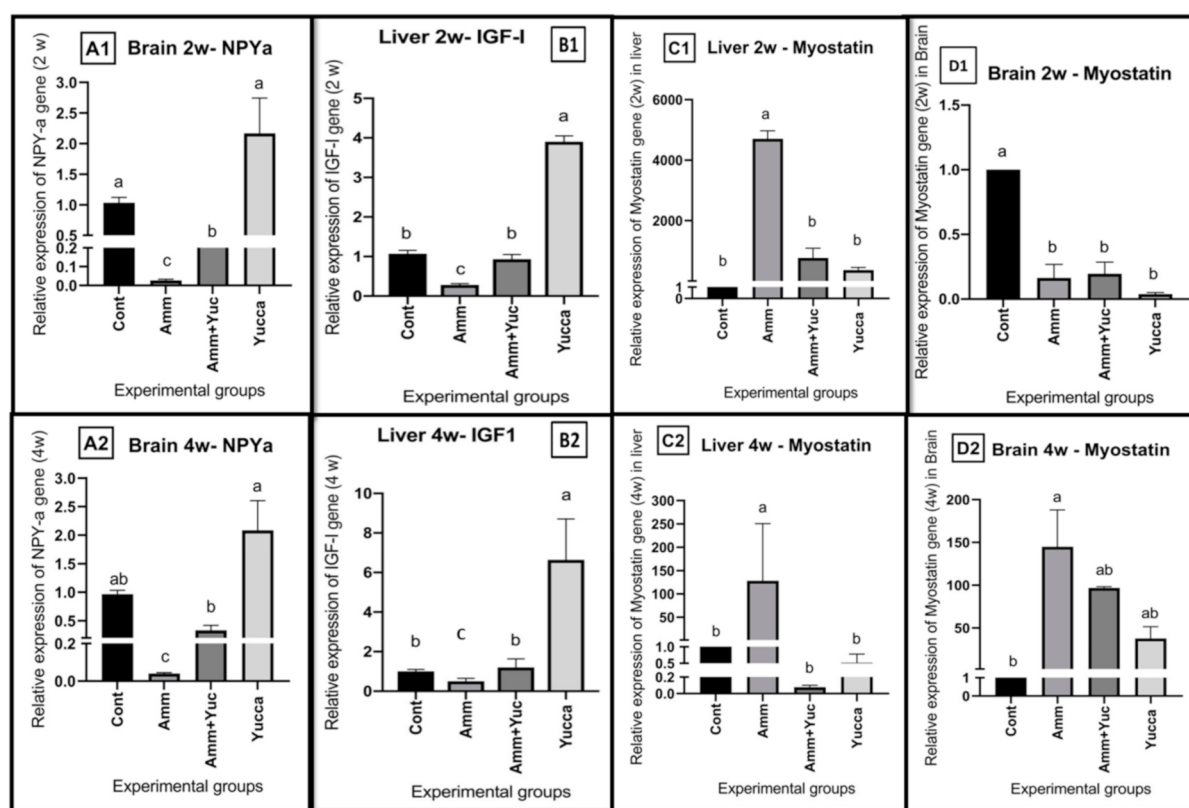 A1 Brain 2w- NPYa
Relative expression of NPY-a gene (2 w)
3.0
2.5
2.0
1.5
1.0
0.5
0.2
0.1
0.0
a
c
b
a
Cont
Amm
Amm+Yuc
Yucca
Experimental groups
Liver 2w- IGF-I B1
Relative expression of IGF-I gene (2 w)
5
4
3
2
1
0
b
c
b
a
Cont
Amm
Amm+Yuc
Yucca
Experimental groups
C1 Liver 2w - Myostatin
Relative expression of Myostatin gene (2w) in liver
6000
4000
2000
1
0
b
a
b
b
Cont
Amm
Amm+Yuc
Yucca
Experimental groups
D1 Brain 2w - Myostatin
Relative expression of Myostatin gene (2w) in Brain
1.5
1.0
0.5
0.0
a
b
b
b
Cont
Amm
Amm+Yuc
Yucca
Experimental groups
A2 Brain 4w- NPYa
Relative expression of NPY-a gene (4w)
3.0
2.5
2.0
1.5
1.0
0.5
0.2
0.0
ab
c
b
a
Cont
Amm
Amm+Yuc
Yucca
Experimental groups
Liver 4w- IGF1 B2
Relative expression of IGF-I gene (4 w)
10
8
6
4
2
0
b
c
b
a
Cont
Amm
Amm+Yuc
Yucca
Experimental groups
C2 Liver 4w - Myostatin
Relative expression of Myostatin gene (4w) in liver
300
250
200
150
100
50
1.0
0.5
0.2
0.0
b
a
b
b
Cont
Amm
Amm+Yuc
Yucca
Experimental groups
D2 Brain 4w - Myostatin
Relative expression of Myostatin gene (4w) in Brain
200
150
100
50
1
0
b
a
ab
ab
Cont
Amm
Amm+Yuc
Yucca
Experimental groups